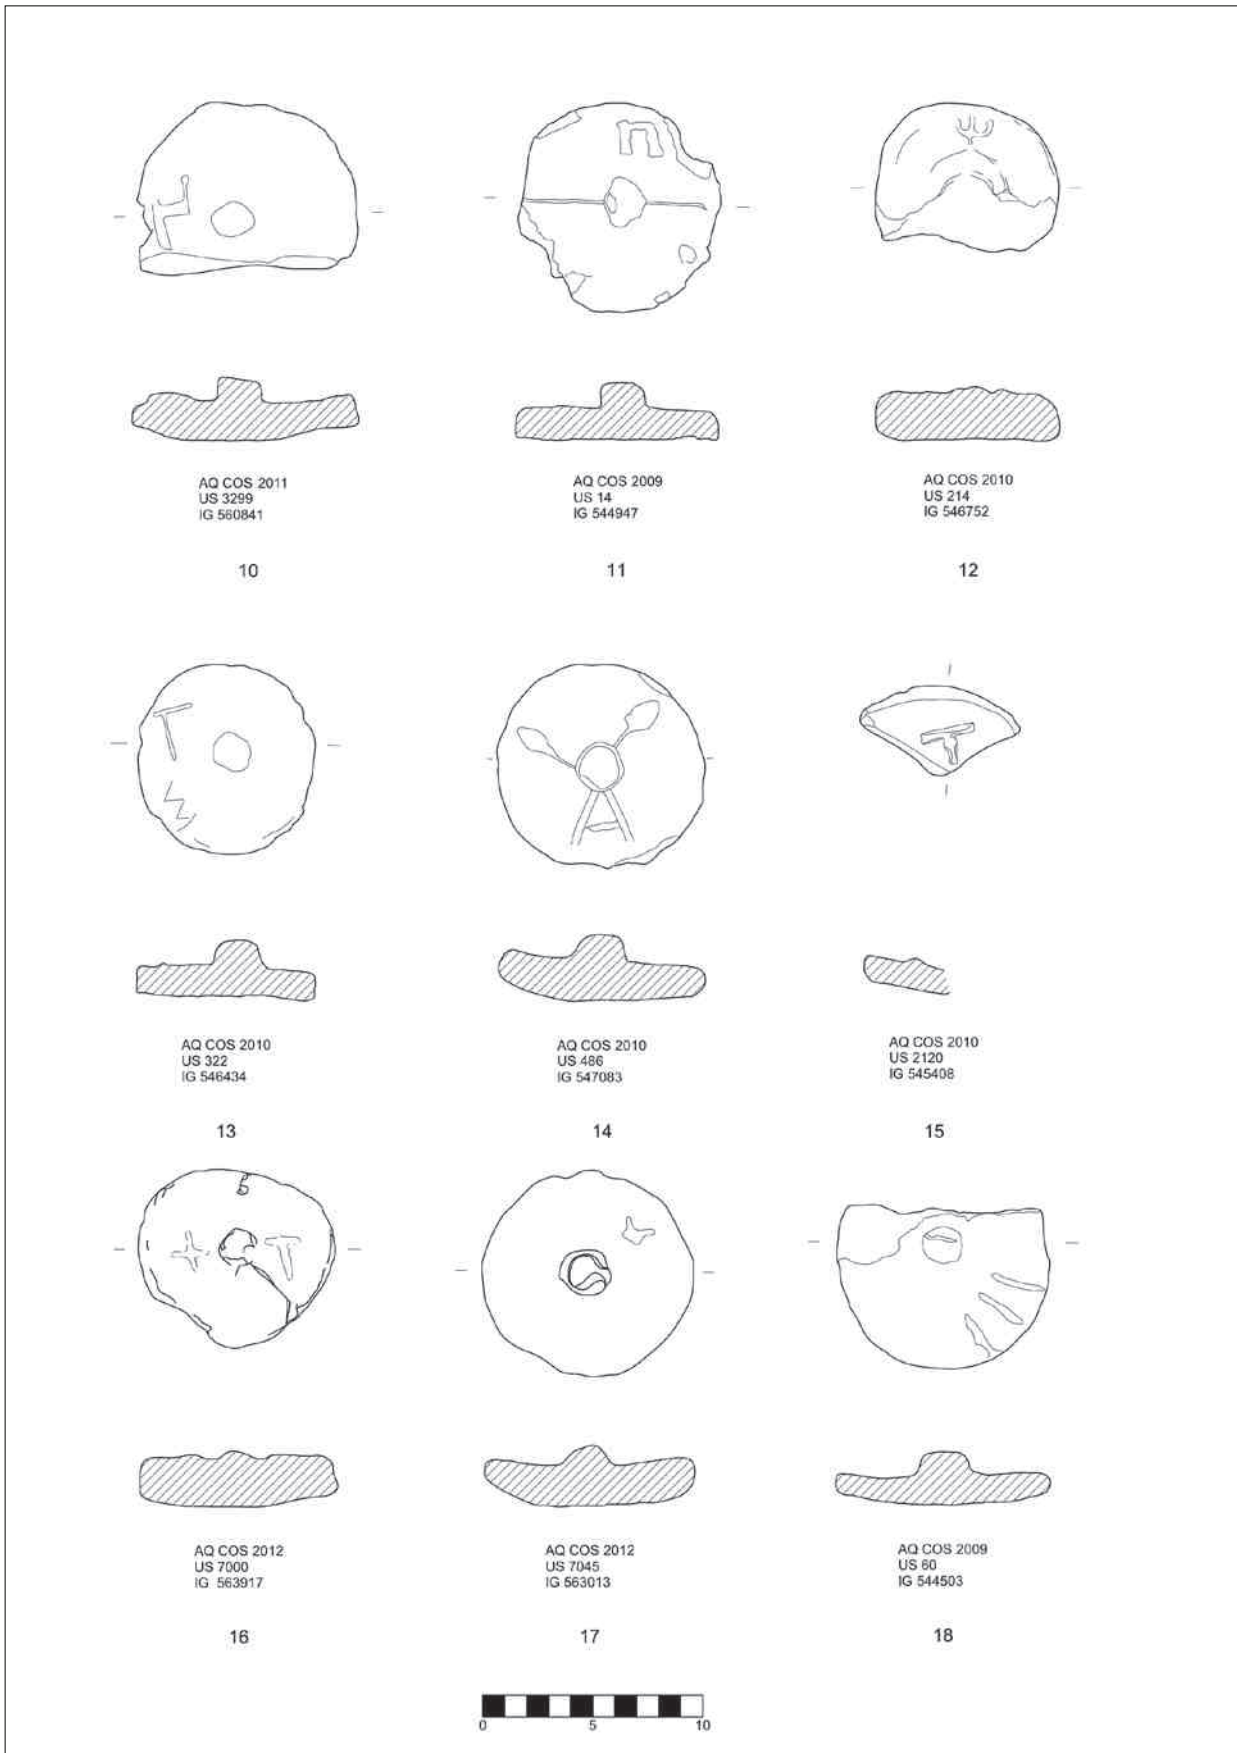 AQ COS 2011
US 3299
IG 560841
10
AQ COS 2009
US 14
IG 544947
11
AQ COS 2010
US 214
IG 546752
12
AQ COS 2010
US 322
IG 546434
13
AQ COS 2010
US 486
IG 547083
14
AQ COS 2010
US 2120
IG 545408
15
AQ COS 2012
US 7000
IG 563917
16
AQ COS 2012
US 7045
IG 563013
17
AQ COS 2009
US 60
IG 544503
18
0 5 10